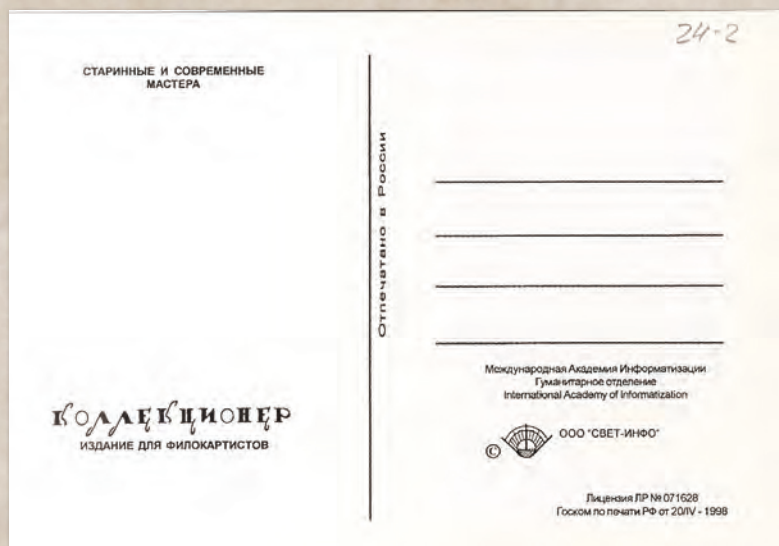 24-2
СТАРИННЫЕ И СОВРЕМЕННЫЕ
МАСТЕРА
Отпечатано в России
КОЛЛЕКЦИОНЕР
ИЗДАНИЕ ДЛЯ ФИЛОКАРТИСТОВ
Международная Академия Информатизации
Гуманитарное отделение
International Academy of Informatization
© ООО "СВЕТ-ИНФО"
Лицензия ЛР № 071628
Госком по печати РФ от 20/IV - 1998